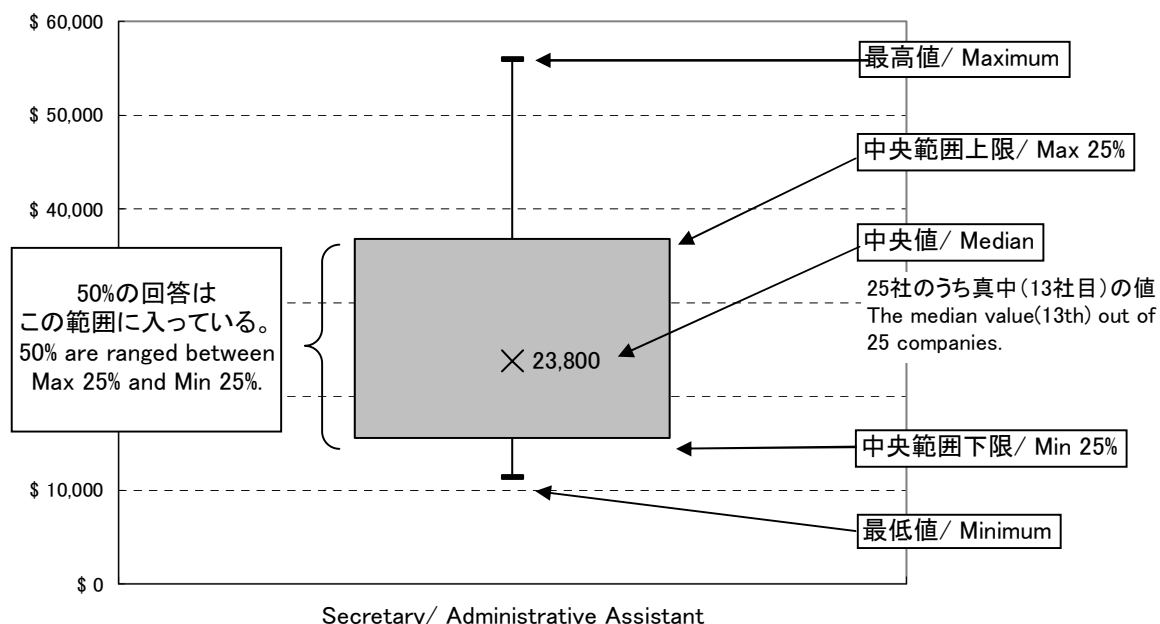 $ 60,000
最高値/ Maximum
$ 50,000
中央範囲上限/ Max 25%
$ 40,000
中央値/ Median
25社のうち真中(13社目)の値
The median value(13th) out of
25 companies.
50%の回答は
この範囲に入っている。
50% are ranged between
Max 25% and Min 25%.
23,800
中央範囲下限/ Min 25%
$ 10,000
最低値/ Minimum
$ 0
Secretary/ Administrative Assistant